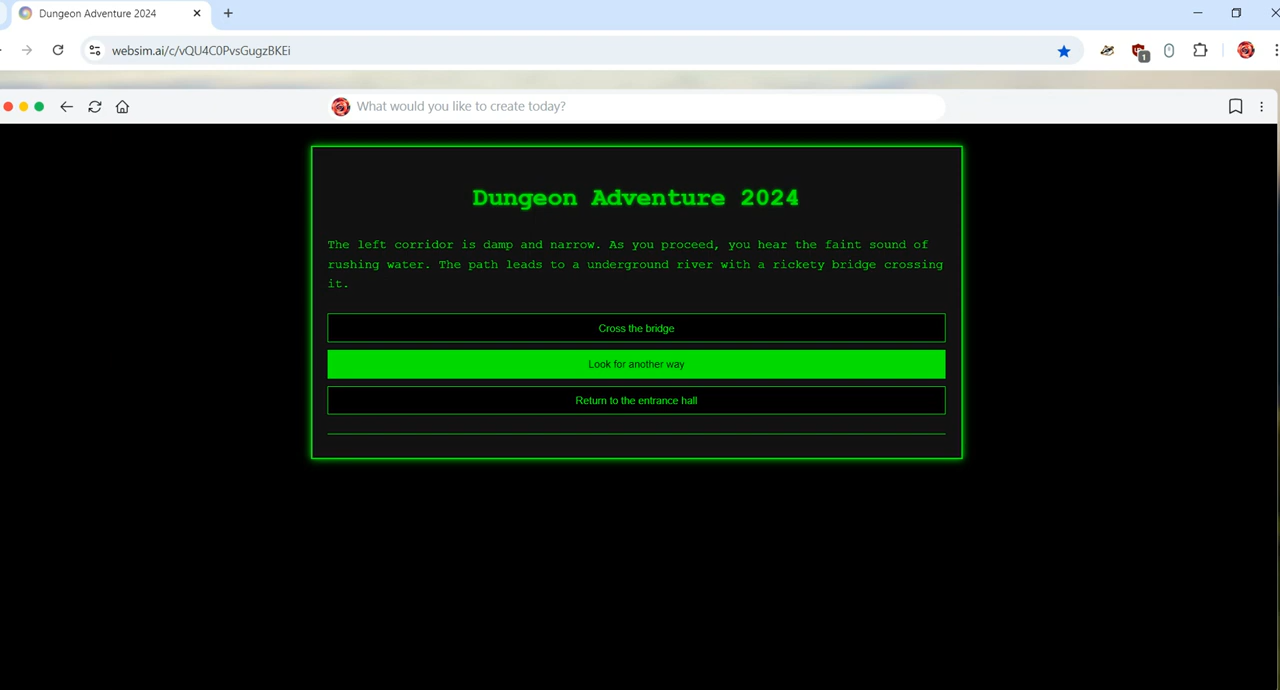 Dungeon Adventure 2024
websim.ai/c/vQU4C0PvsGugzBKEi
1
What would you like to create today?
Dungeon Adventure 2024
The left corridor is damp and narrow. As you proceed, you hear the faint sound of
rushing water. The path leads to a underground river with a rickety bridge crossing
it.
Cross the bridge
Look for another way
Return to the entrance hall